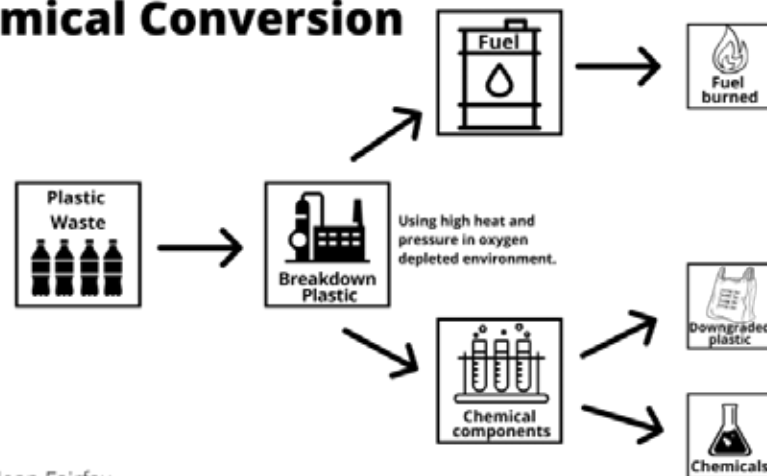 mical Conversion
Fuel
Fuel
burned
Plastic
Waste
Breakdown
Plastic
Using high heat and
pressure in oxygen
depleted environment.
Downgraded
plastic
Chemical
components
Chemicals